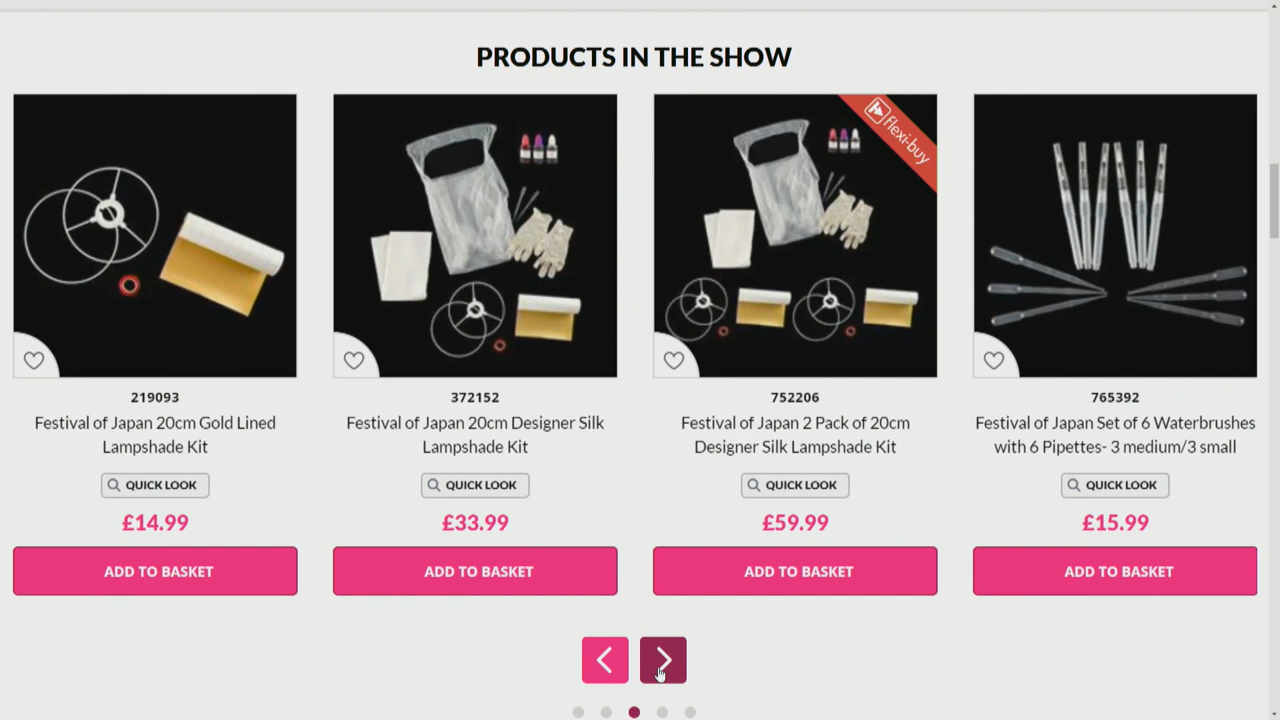 PRODUCTS IN THE SHOW
flexi-buy
219093
Festival of Japan 20cm Gold Lined
Lampshade Kit
QUICK LOOK
£14.99
ADD TO BASKET
372152
Festival of Japan 20cm Designer Silk
Lampshade Kit
QUICK LOOK
£33.99
ADD TO BASKET
752206
Festival of Japan 2 Pack of 20cm
Designer Silk Lampshade Kit
QUICK LOOK
£59.99
ADD TO BASKET
765392
Festival of Japan Set of 6 Waterbrushes
with 6 Pipettes- 3 medium/3 small
QUICK LOOK
£15.99
ADD TO BASKET